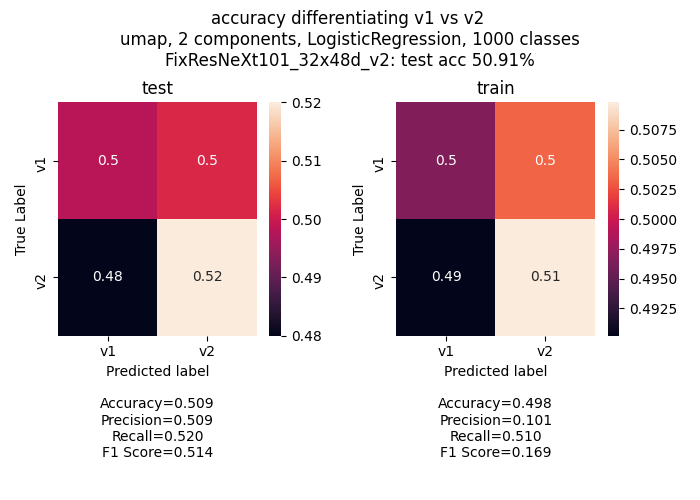 accuracy differentiating v1 vs v2
umap, 2 components, LogisticRegression, 1000 classes
FixResNeXt101_32x48d_v2: test acc 50.91%
test
True Label
v1
v2
0.5
0.5
0.48
0.52
v1
v2
Predicted label
0.52
0.51
0.50
0.49
0.48
Accuracy=0.509
Precision=0.509
Recall=0.520
F1 Score=0.514
train
True Label
v1
v2
0.5
0.5
0.49
0.51
v1
v2
Predicted label
0.5075
0.5050
0.5025
0.5000
0.4975
0.4950
0.4925
Accuracy=0.498
Precision=0.101
Recall=0.510
F1 Score=0.169